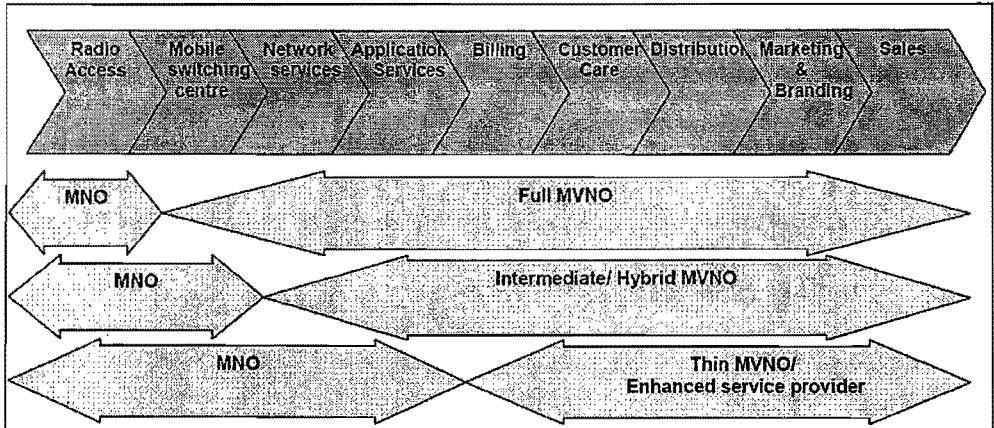 Radio
Access
Mobile
switching
centre
Network
services
Application
Services
Billing
Customer
Care
Distribution
Marketing
&
Branding
Sales
MNO
Full MVNO
MNO
Intermediate/ Hybrid MVNO
MNO
Thin MVNO/
Enhanced service provider